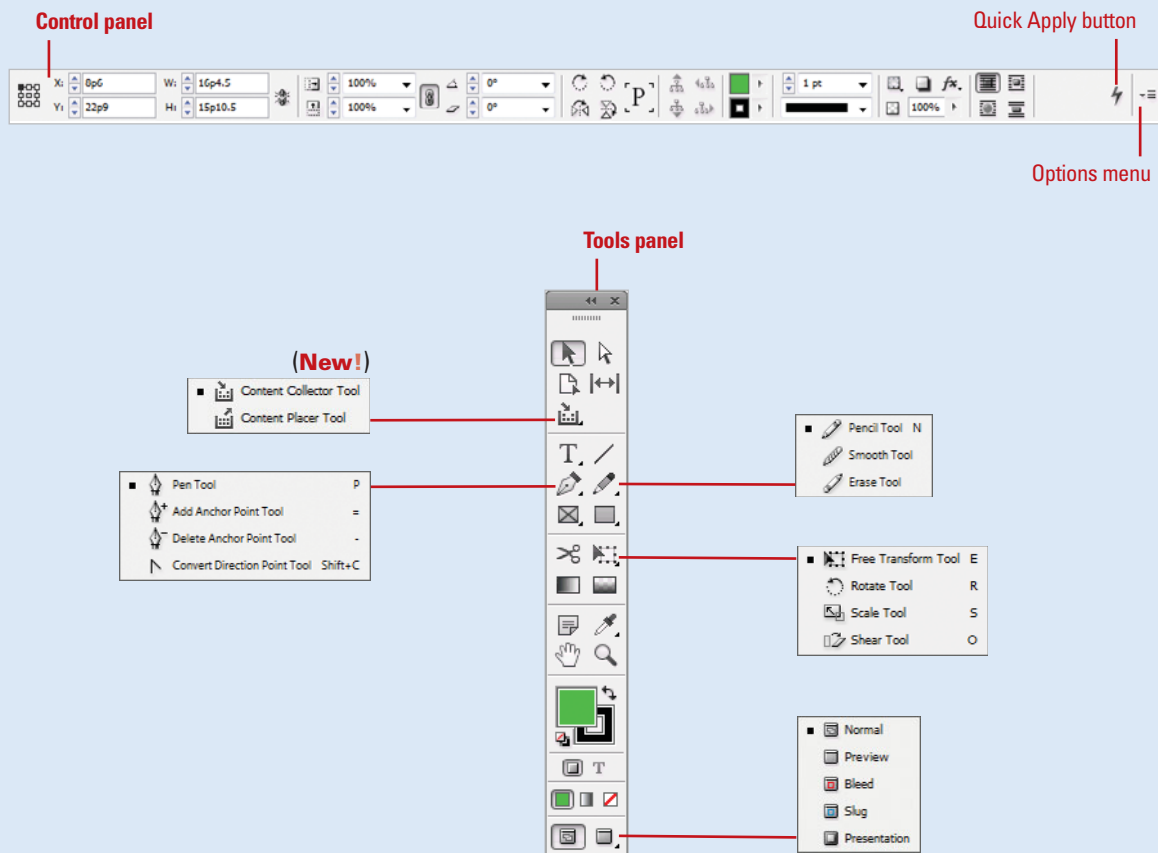 Control panel
Quick Apply button
X: 8p6 W: 16p4.5 100% 0° 1 pt fx.
P
Y: 22p9 H: 15p10.5 100% 0° 100%
Options menu
Tools panel
(New!)
Content Collector Tool
Content Placer Tool
T
Pencil Tool N
Smooth Tool
Erase Tool
Pen Tool P
Add Anchor Point Tool =
Delete Anchor Point Tool -
Convert Direction Point Tool Shift+C
Free Transform Tool E
Rotate Tool R
Scale Tool S
Shear Tool O
T
Normal
Preview
Bleed
Slug
Presentation